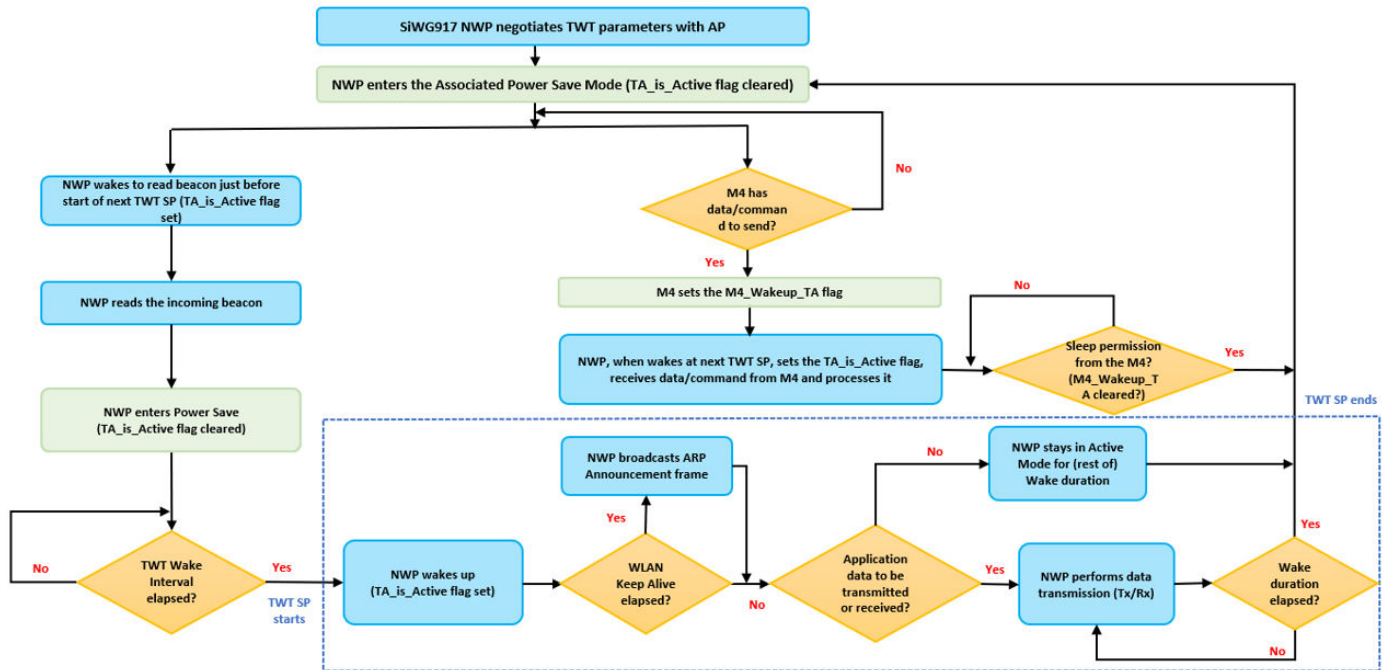 SiWG917 NWP negotiates TWT parameters with AP
NWP enters the Associated Power Save Mode (TA_is_Active flag cleared)
No
NWP wakes to read beacon just before
start of next TWT SP (TA_is_Active flag
set)
M4 has
data/comman
d to send?
Yes
NWP reads the incoming beacon
M4 sets the M4_Wakeup_TA flag
No
NWP, when wakes at next TWT SP, sets the TA_is_Active flag,
receives data/command from M4 and processes it
Sleep permission
from the M4?
(M4_Wakeup_T
A cleared?)
Yes
TWT SP ends
NWP enters Power Save
(TA_is_Active flag cleared)
NWP broadcasts ARP
Announcement frame
No
NWP stays in Active
Mode for (rest of)
Wake duration
Yes
Yes
No
TWT Wake
Interval
elapsed?
Yes
TWT SP
starts
NWP wakes up
(TA_is_Active flag set)
WLAN
Keep Alive
elapsed?
No
Application
data to be
transmitted
or received?
Yes
NWP performs data
transmission (Tx/Rx)
Wake
duration
elapsed?
No